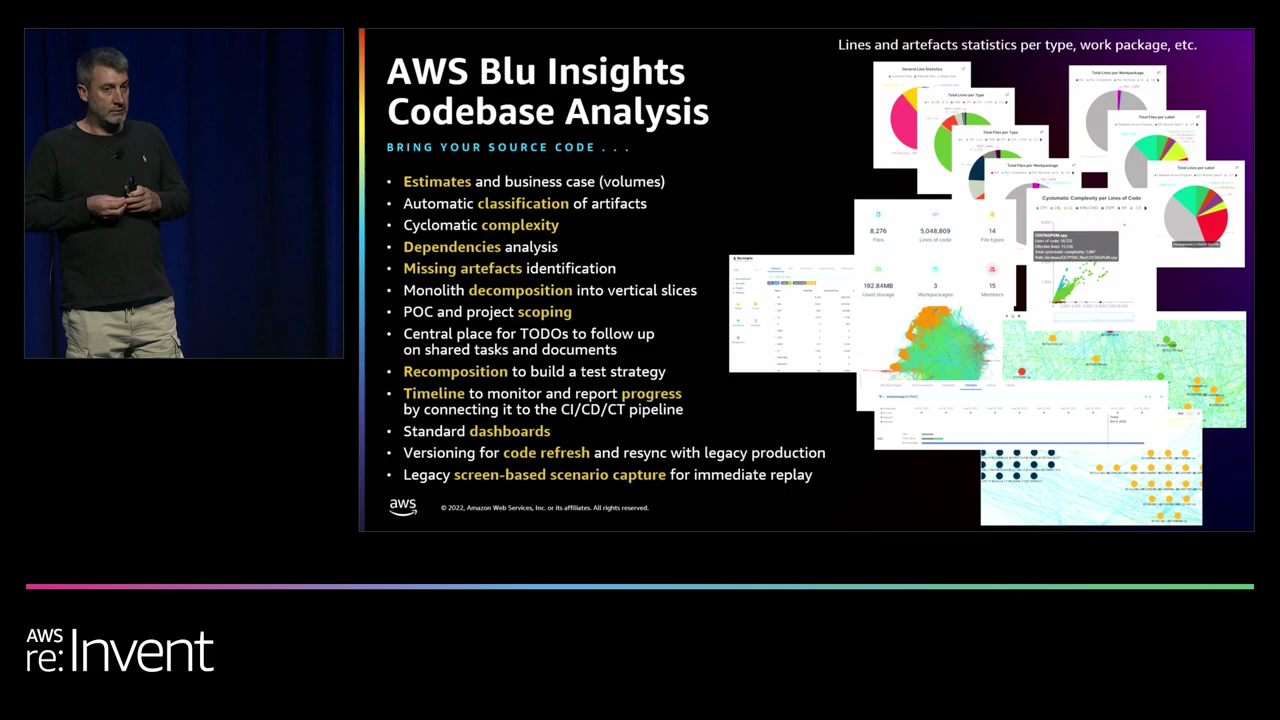 Lines and artefacts statistics per type, work package, etc.
AWS Blu Insights
Codebase Analysis
BRING YOUR SOURCE CODE . . .
• Estimates and business case (volumes)
• Automatic classification of artifacts
• Cyclomatic complexity
• Dependencies analysis
• Missing artefacts identification
• Monolith decomposition into vertical slices
• PoC and project scoping
• Central place for TODOs to follow up
on shared tasks and documents
• Recomposition to build a test strategy
• Timeline to monitor and report progress
by connecting it to the CI/CD/CT pipeline
• Standard dashboards
• Versioning for code refresh and resync with legacy production
• Legacy screen-based scenario capture for immediate replay
General Line Statistics
Total Lines per Type
Total Files per Type
Total Files per Workpackage
Total Lines per Workpackage
Total Files per Label
Total Lines per Label
Cyclomatic Complexity per Lines of Code
8,276
Files
5,048,809
Lines of code
14
File types
192.84MB
Used storage
3
Workpackages
15
Members
aws
© 2022, Amazon Web Services, Inc. or its affiliates. All rights reserved.
AWS
re:Invent